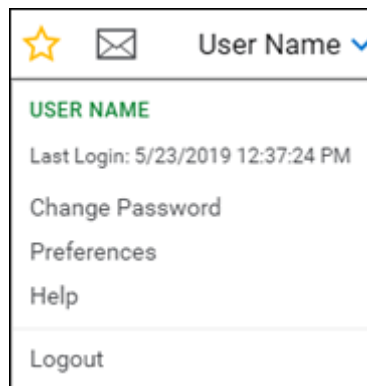 User Name
USER NAME
Last Login: 5/23/2019 12:37:24 PM
Change Password
Preferences
Help
Logout